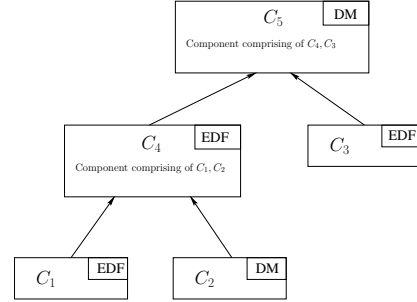 C₅ DM
Component comprising of C₄, C₃
C₄ EDF
Component comprising of C₁, C₂
C₃ EDF
C₁ EDF
C₂ DM